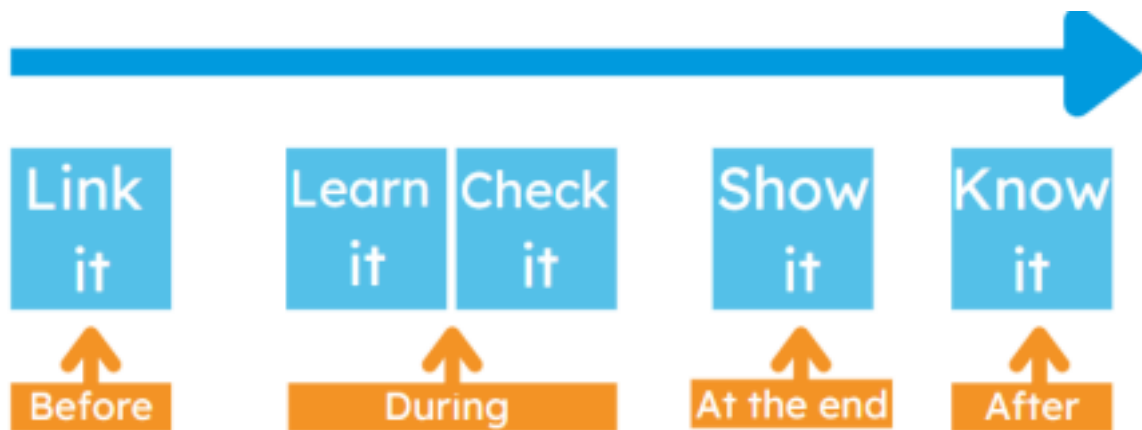 Link
it
Learn
it
Check
it
Show
it
Know
it
Before
During
At the end
After